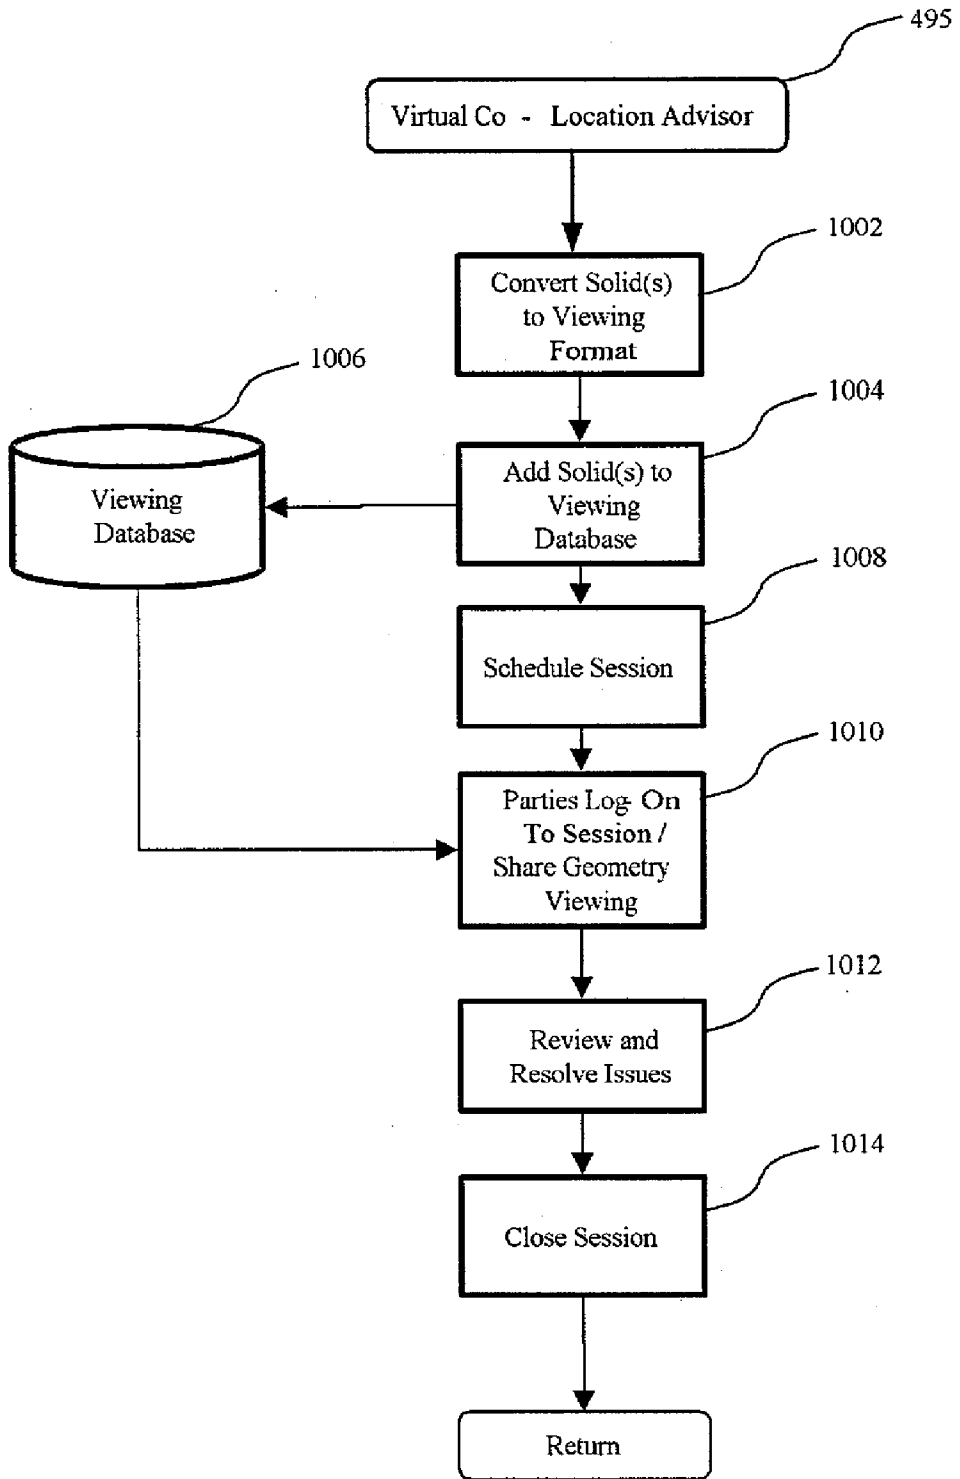 495
Virtual Co - Location Advisor
1002
Convert Solid(s)
to Viewing
Format
1006
1004
Viewing
Database
Add Solid(s) to
Viewing
Database
1008
Schedule Session
1010
Parties Log- On
To Session /
Share Geometry
Viewing
1012
Review and
Resolve Issues
1014
Close Session
Return